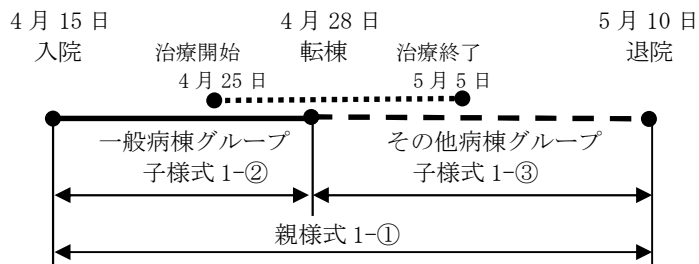 4 月 15 日 4 月 28 日 5 月 10 日
入院 治療開始 転棟 治療終了 退院
4 月 25 日 5 月 5 日
一般病棟グループ その他病棟グループ
子様式 1-② 子様式 1-③
親様式 1-①